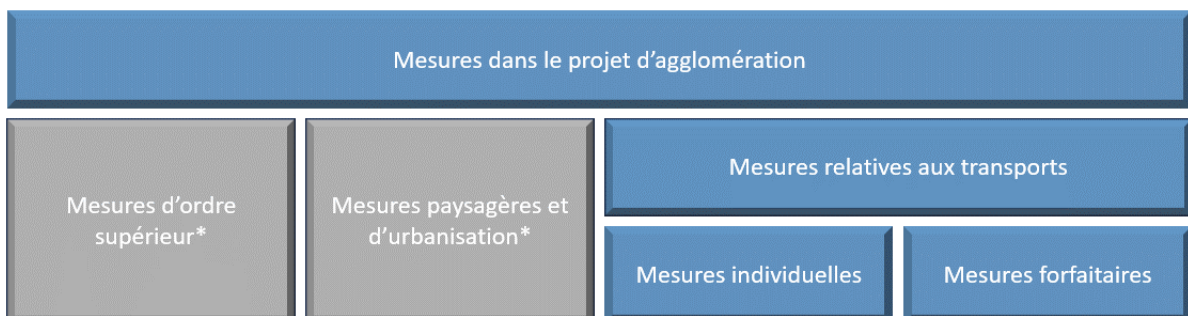 Mesures dans le projet d’agglomération
Mesures d’ordre
supérieur*
Mesures paysagères et
d’urbanisation*
Mesures relatives aux transports
Mesures individuelles
Mesures forfaitaires